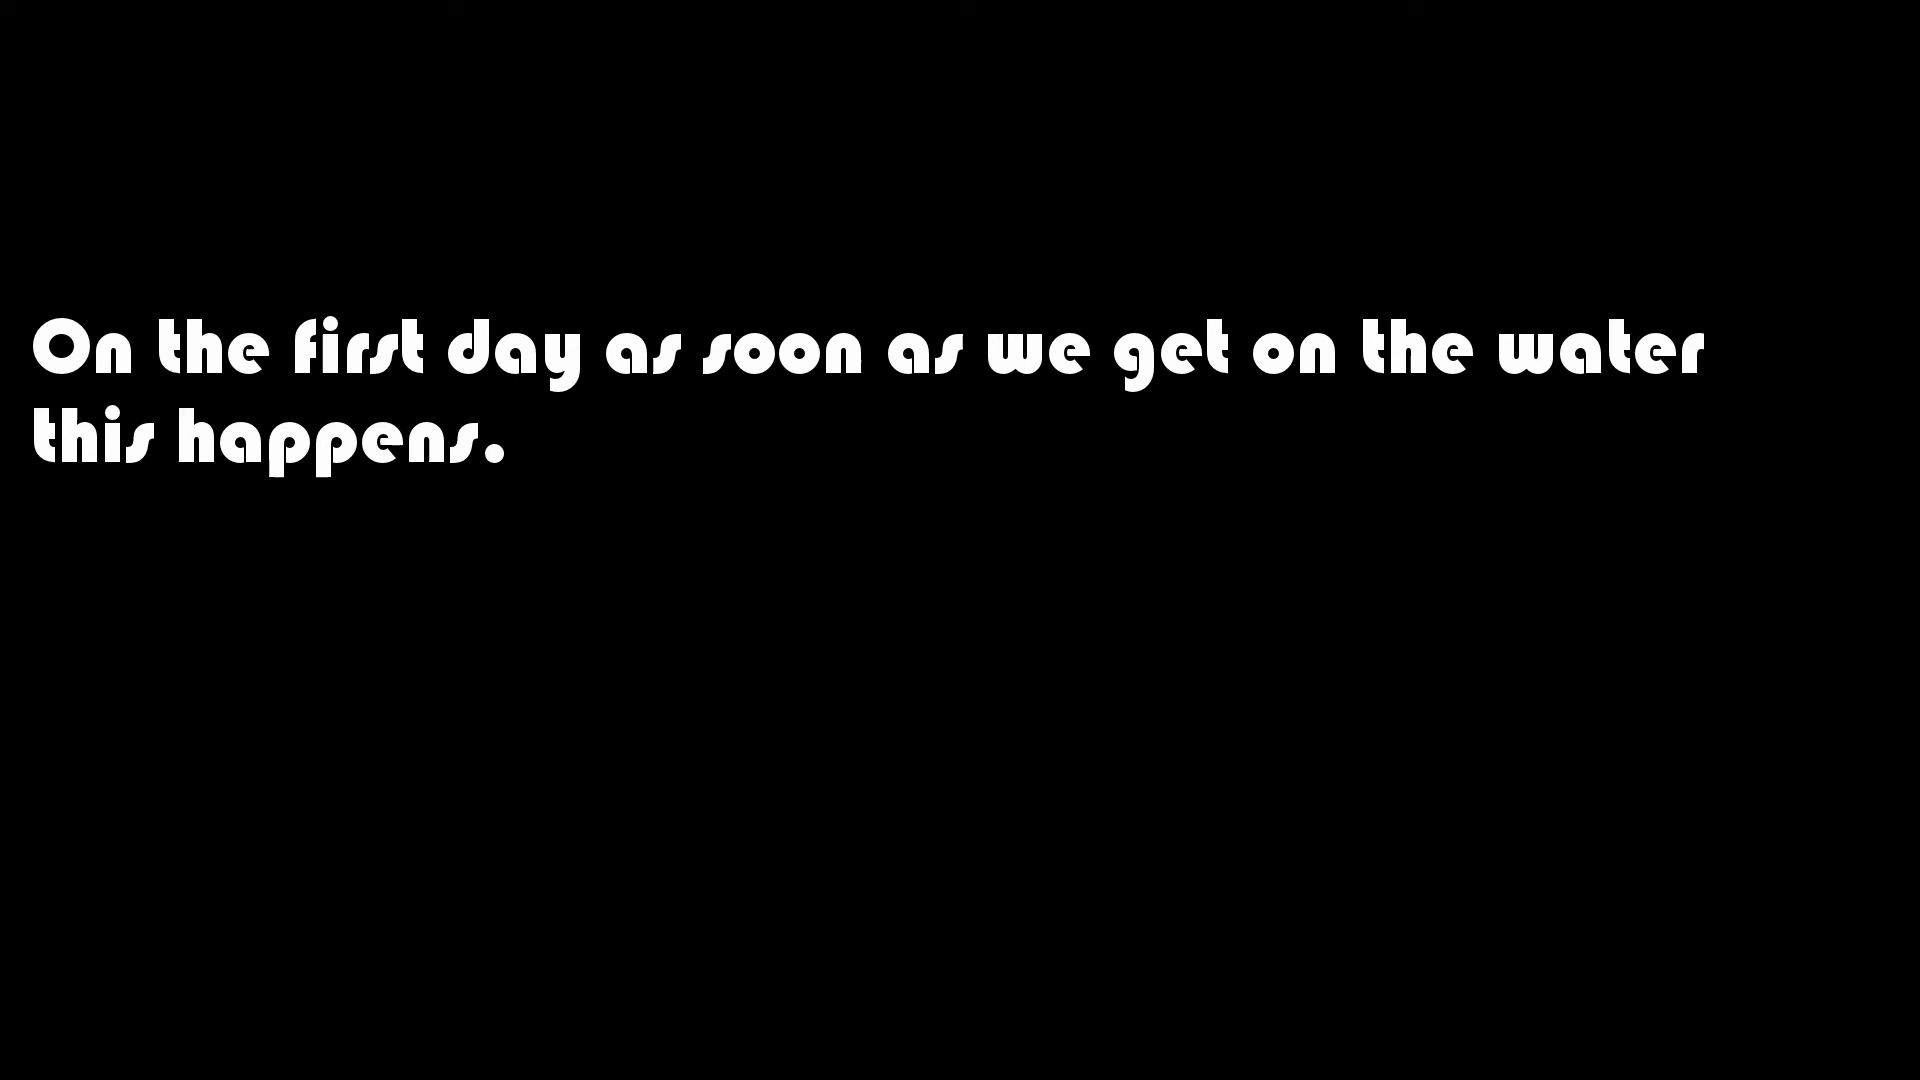 On the first day as soon as we get on the water
this happens.